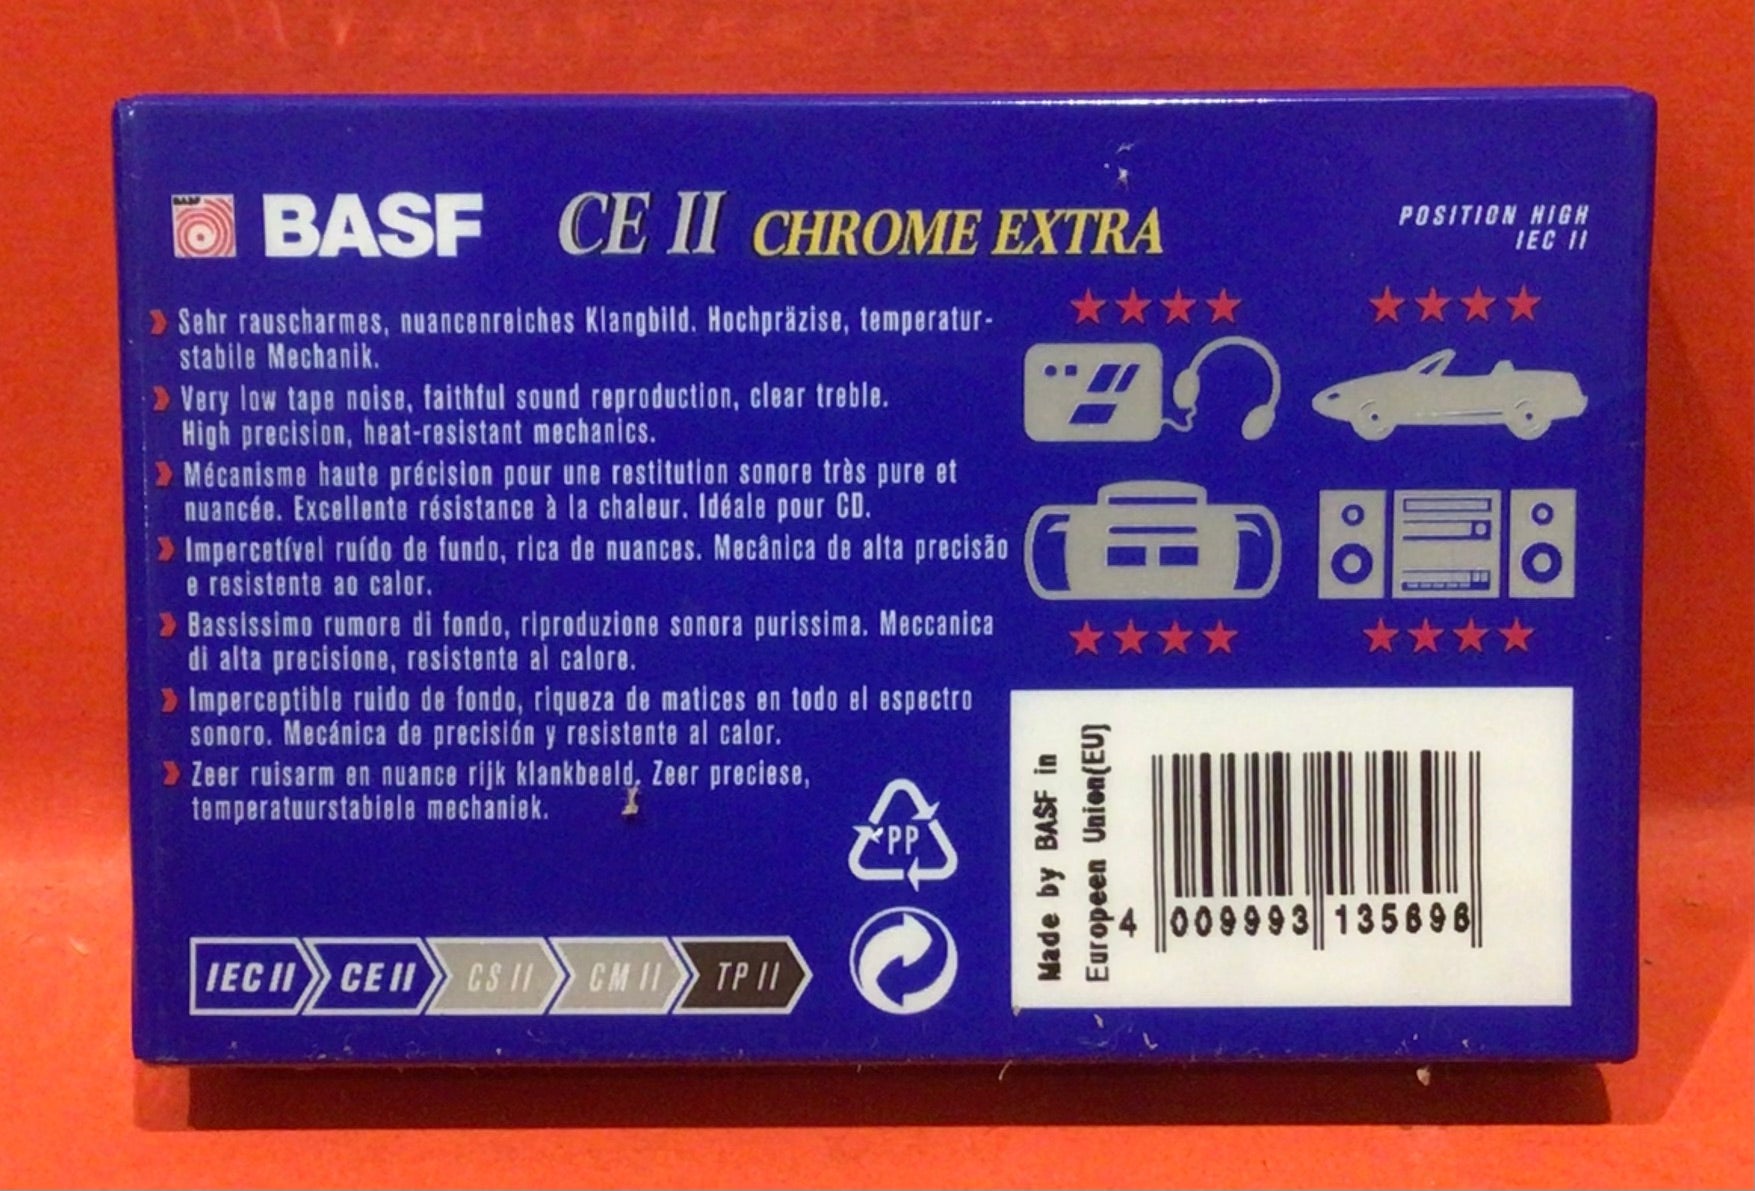 BASF CE II CHROME EXTRA
POSITION HIGH
IEC II
Sehr rauscharmes, nuancenreiches Klangbild. Hochpräzise, temperatur-
stabile Mechanik.
Very low tape noise, faithful sound reproduction, clear treble.
High precision, heat-resistant mechanics.
Mécanisme haute précision pour une restitution sonore très pure et
nuancée. Excellente résistance à la chaleur. Idéale pour CD.
Impercetível ruído de fundo, rica de nuances. Mecânica de alta precisão
e resistente ao calor.
Bassissimo rumore di fondo, riproduzione sonora purissima. Meccanica
di alta precisione, resistente al calore.
Imperceptible ruido de fondo, riqueza de matices en todo el espectro
sonoro. Mecánica de precisión y resistente al calor.
Zeer ruisarm en nuance rijk klankbeeld. Zeer preciese,
temperatuurstabiele mechaniek.
PP
IEC II CE II CS II CM II TP II
Made by BASF in
Europeen Union(EU)
4 009993 135696